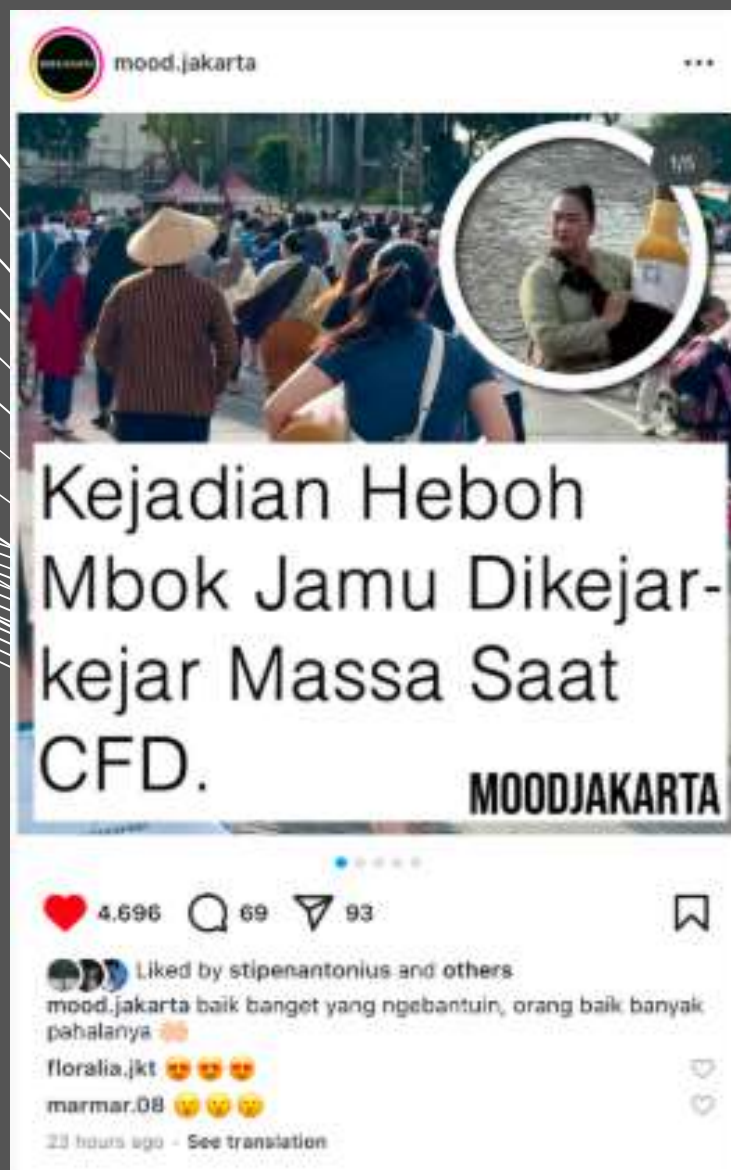 mood.jakarta
1/5
Kejadian Heboh
Mbok Jamu Dikejar-
kejar Massa Saat
CFD.
MOODJAKARTA
4.696 69 93
Liked by stipenantonius and others
mood.jakarta baik banget yang ngebantuin, orang baik banyak
pahalanya
floralia.jkt 😍😍😍
marmar.08 😮😮😮
23 hours ago · See translation